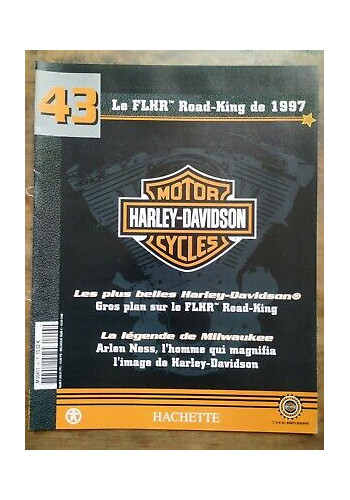 43
Le FLHR™ Road-King de 1997
MOTOR
HARLEY-DAVIDSON
CYCLES
Les plus belles Harley-Davidson®
Gros plan sur le FLHR™ Road-King
La légende de Milwaukee
Arlen Ness, l'homme qui magnifia
l'image de Harley-Davidson
HACHETTE